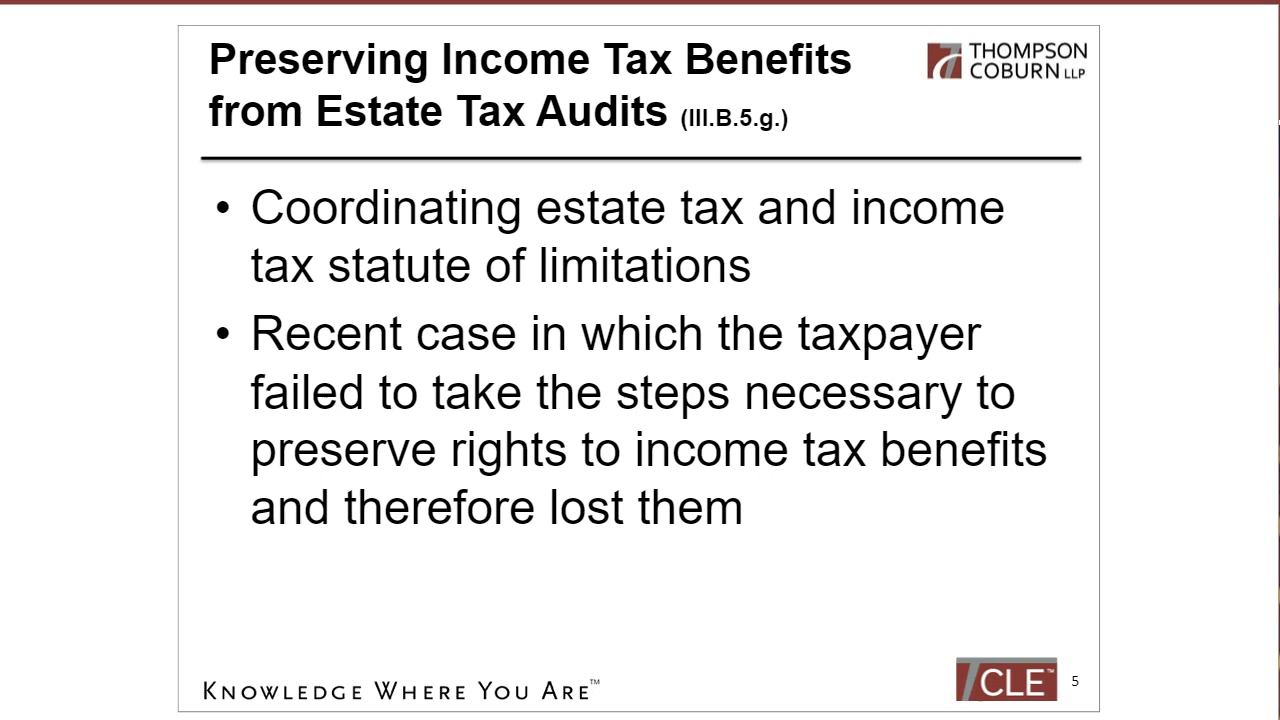 Preserving Income Tax Benefits
from Estate Tax Audits (III.B.5.g.)
THOMPSON
COBURN LLP
• Coordinating estate tax and income
tax statute of limitations
• Recent case in which the taxpayer
failed to take the steps necessary to
preserve rights to income tax benefits
and therefore lost them
KNOWLEDGE WHERE YOU ARE™
CLE™
5